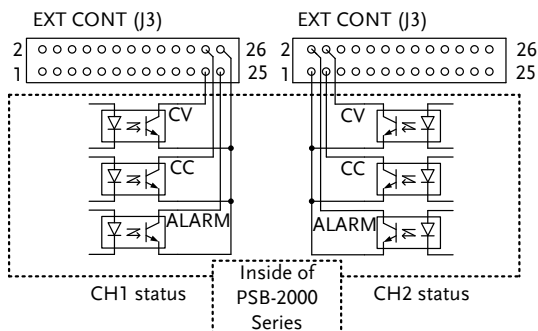 EXT CONT (J3) EXT CONT (J3)
2 26 2 26
1 25 1 25
CV CV
CC CC
ALARM ALARM
CH1 status Inside of PSB-2000 Series CH2 status